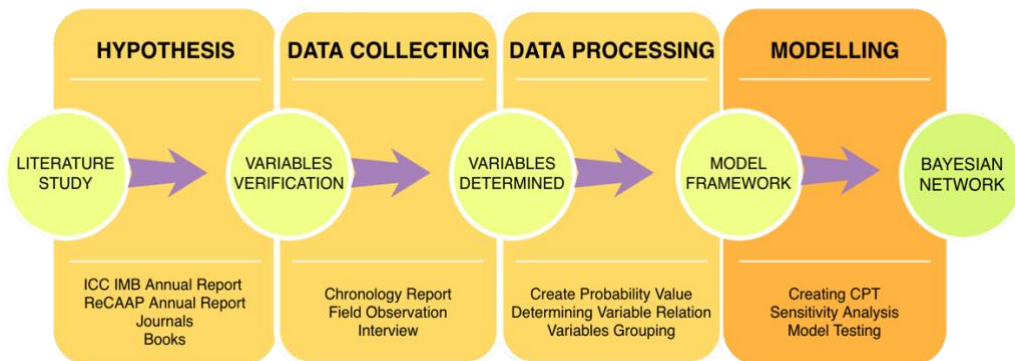 HYPOTHESIS
DATA COLLECTING
DATA PROCESSING
MODELLING
LITERATURE
STUDY
VARIABLES
VERIFICATION
VARIABLES
DETERMINED
MODEL
FRAMEWORK
BAYESIAN
NETWORK
ICC IMB Annual Report
ReCAAP Annual Report
Journals
Books
Chronology Report
Field Observation
Interview
Create Probability Value
Determining Variable Relation
Variables Grouping
Creating CPT
Sensitivity Analysis
Model Testing